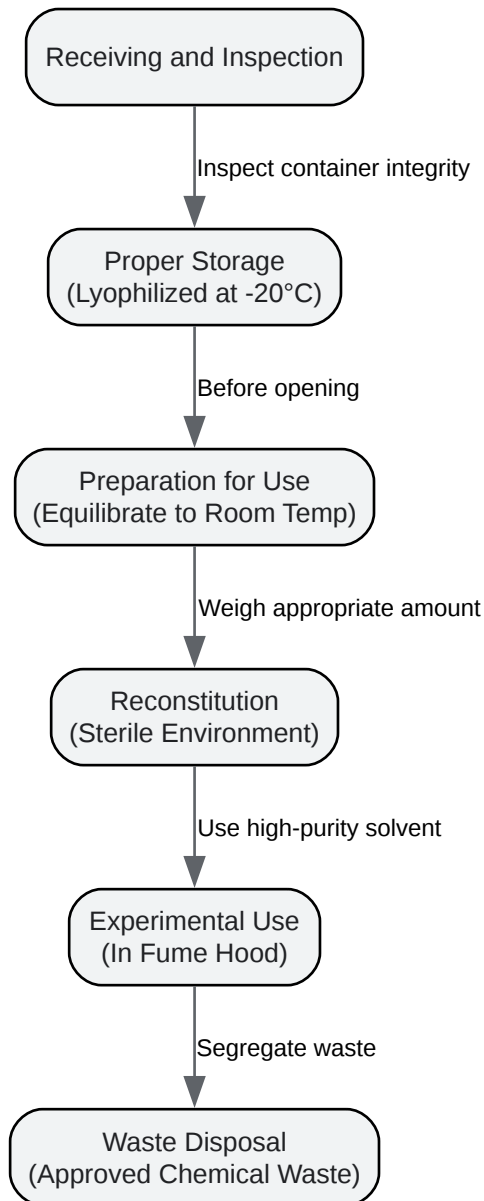 Receiving and Inspection
Inspect container integrity
Proper Storage
(Lyophilized at -20°C)
Before opening
Preparation for Use
(Equilibrate to Room Temp)
Weigh appropriate amount
Reconstitution
(Sterile Environment)
Use high-purity solvent
Experimental Use
(In Fume Hood)
Segregate waste
Waste Disposal
(Approved Chemical Waste)